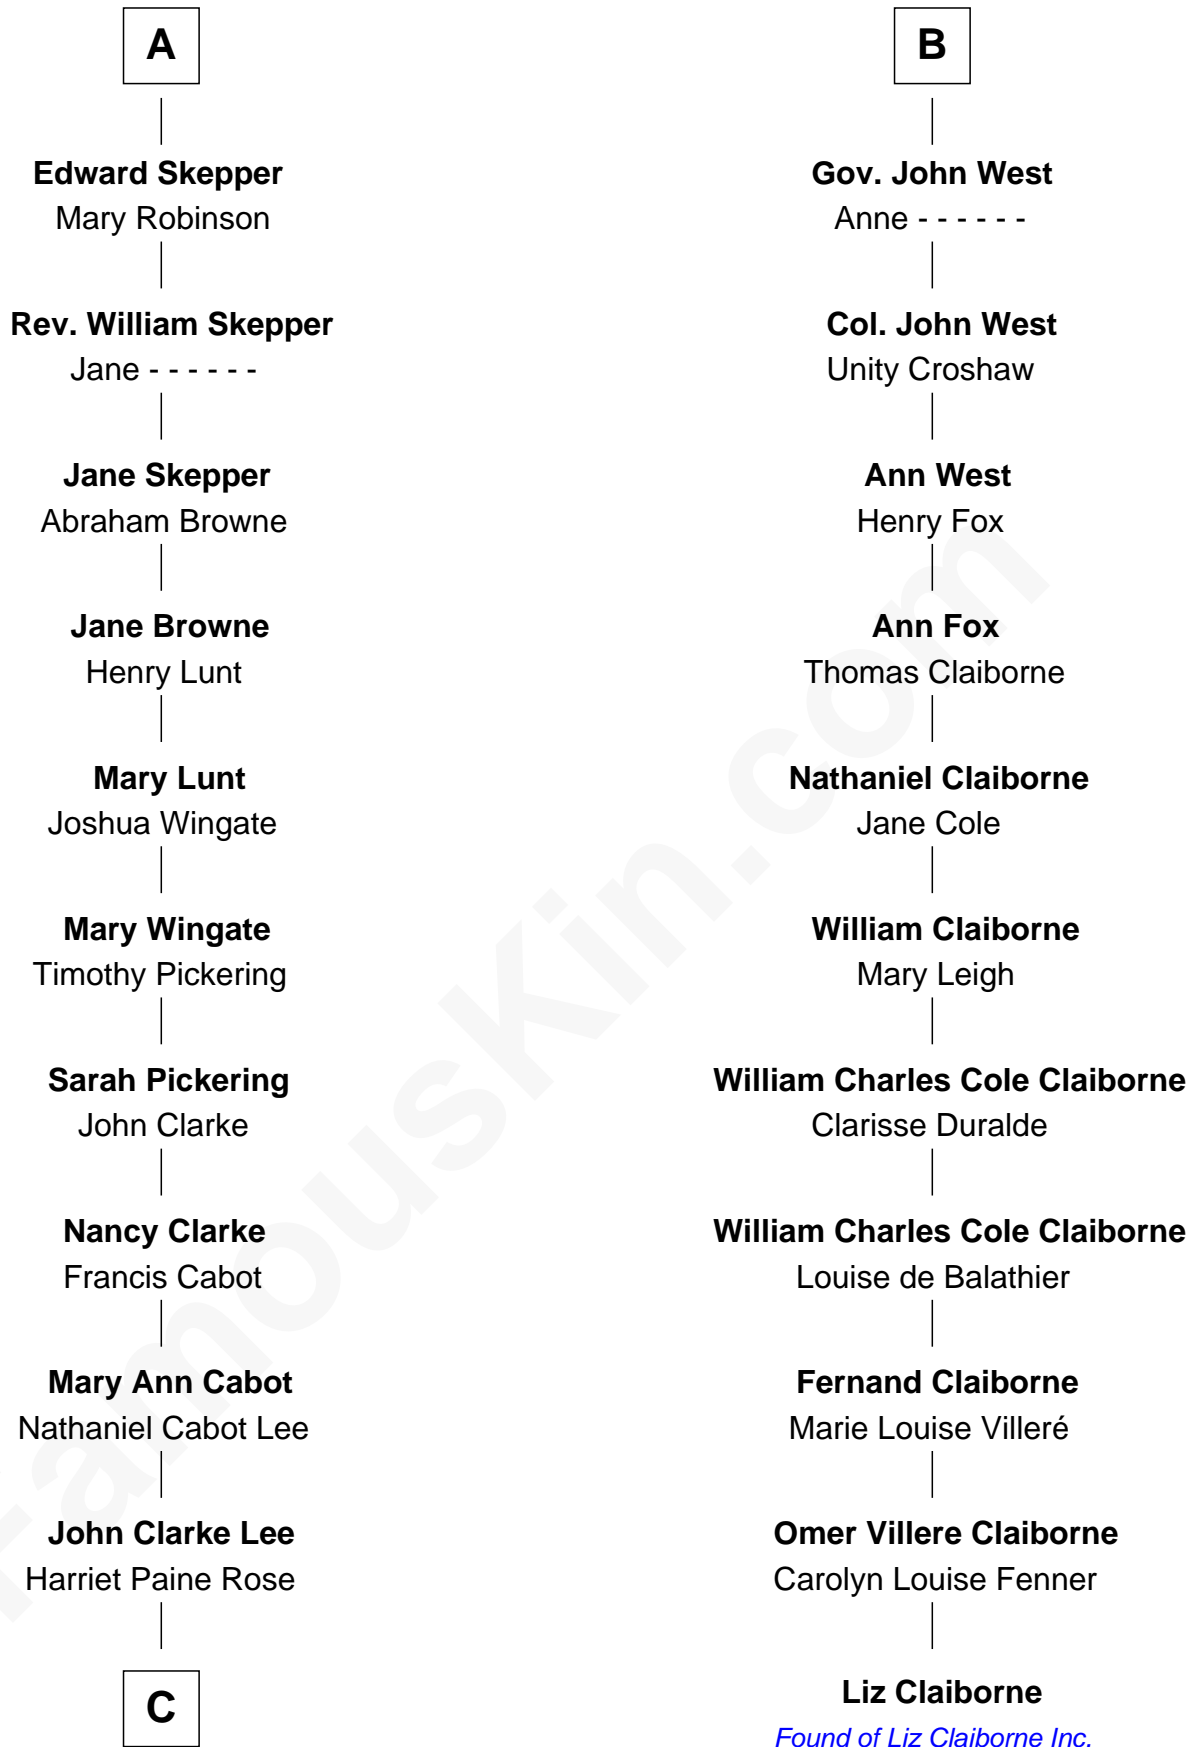 A
Edward Skepper
Mary Robinson
Rev. William Skepper
Jane - - - - - -
Jane Skepper
Abraham Browne
Jane Browne
Henry Lunt
Mary Lunt
Joshua Wingate
Mary Wingate
Timothy Pickering
Sarah Pickering
John Clarke
Nancy Clarke
Francis Cabot
Mary Ann Cabot
Nathaniel Cabot Lee
John Clarke Lee
Harriet Paine Rose
C
B
Gov. John West
Anne - - - - - -
Col. John West
Unity Croshaw
Ann West
Henry Fox
Ann Fox
Thomas Claiborne
Nathaniel Claiborne
Jane Cole
William Claiborne
Mary Leigh
William Charles Cole Claiborne
Clarisse Duralde
William Charles Cole Claiborne
Louise de Balathier
Fernand Claiborne
Marie Louise Villeré
Omer Villere Claiborne
Carolyn Louise Fenner
Liz Claiborne
Found of Liz Claiborne Inc.
FamousKin.com